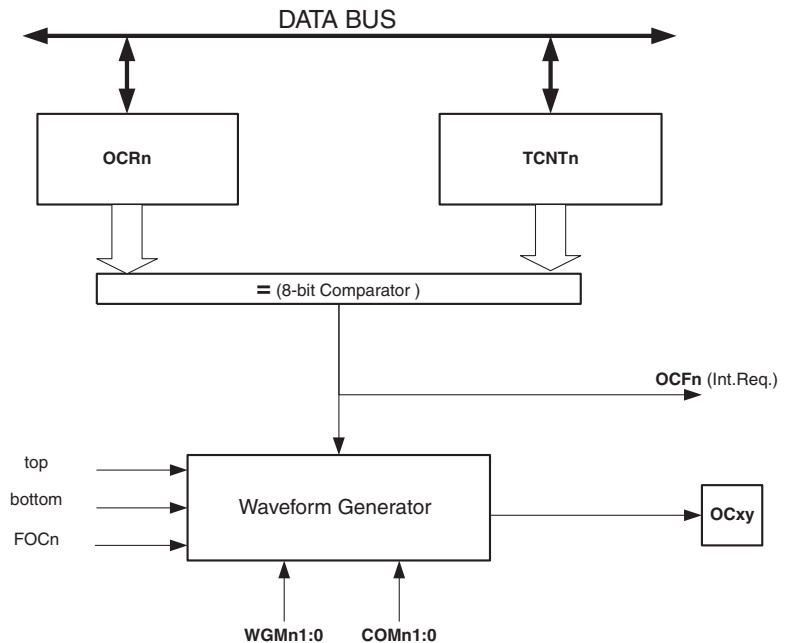 DATA BUS
OCRn
TCNTn
= (8-bit Comparator )
OCFn (Int.Req.)
top
bottom
FOCn
Waveform Generator
OCxy
WGMn1:0
COMn1:0